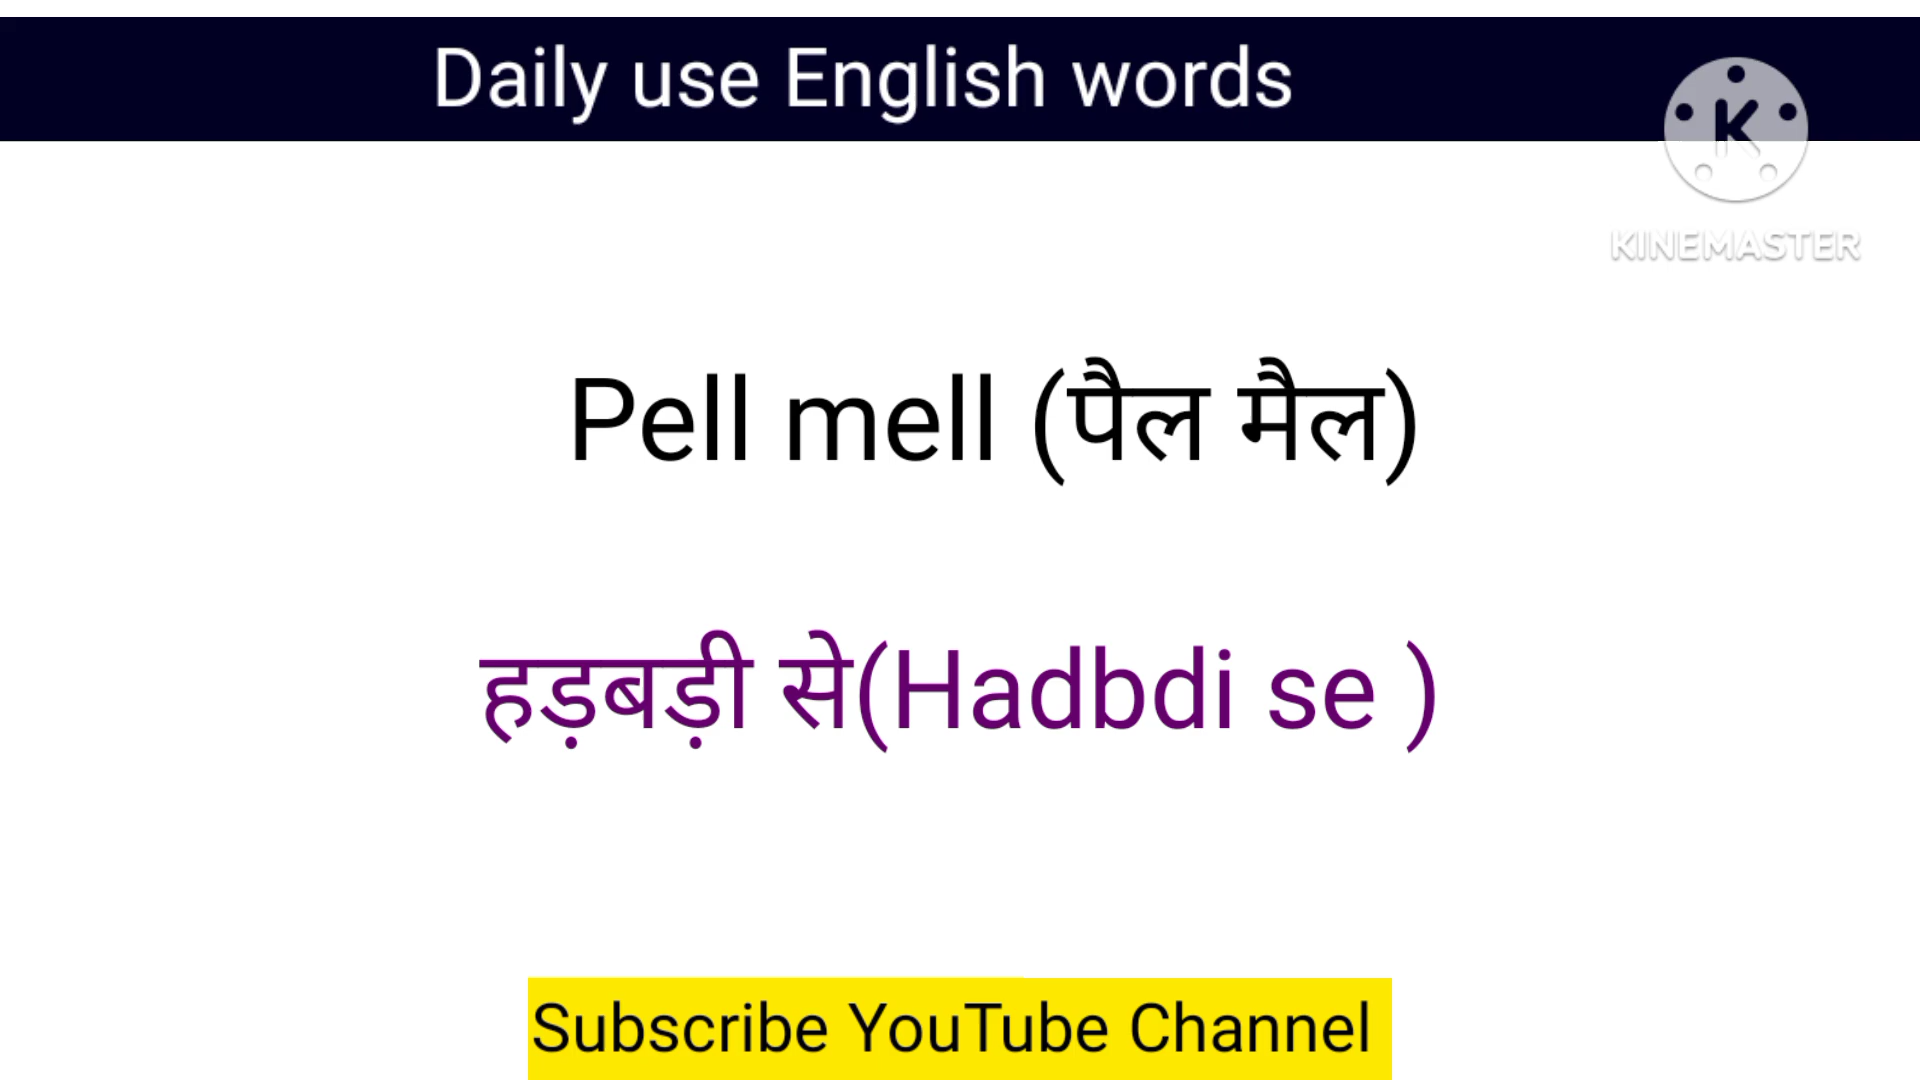 Daily use English words
K
KINEMASTER
Pell mell (पैल मैल)
हड़बड़ी से(Hadbdi se )
Subscribe YouTube Channel